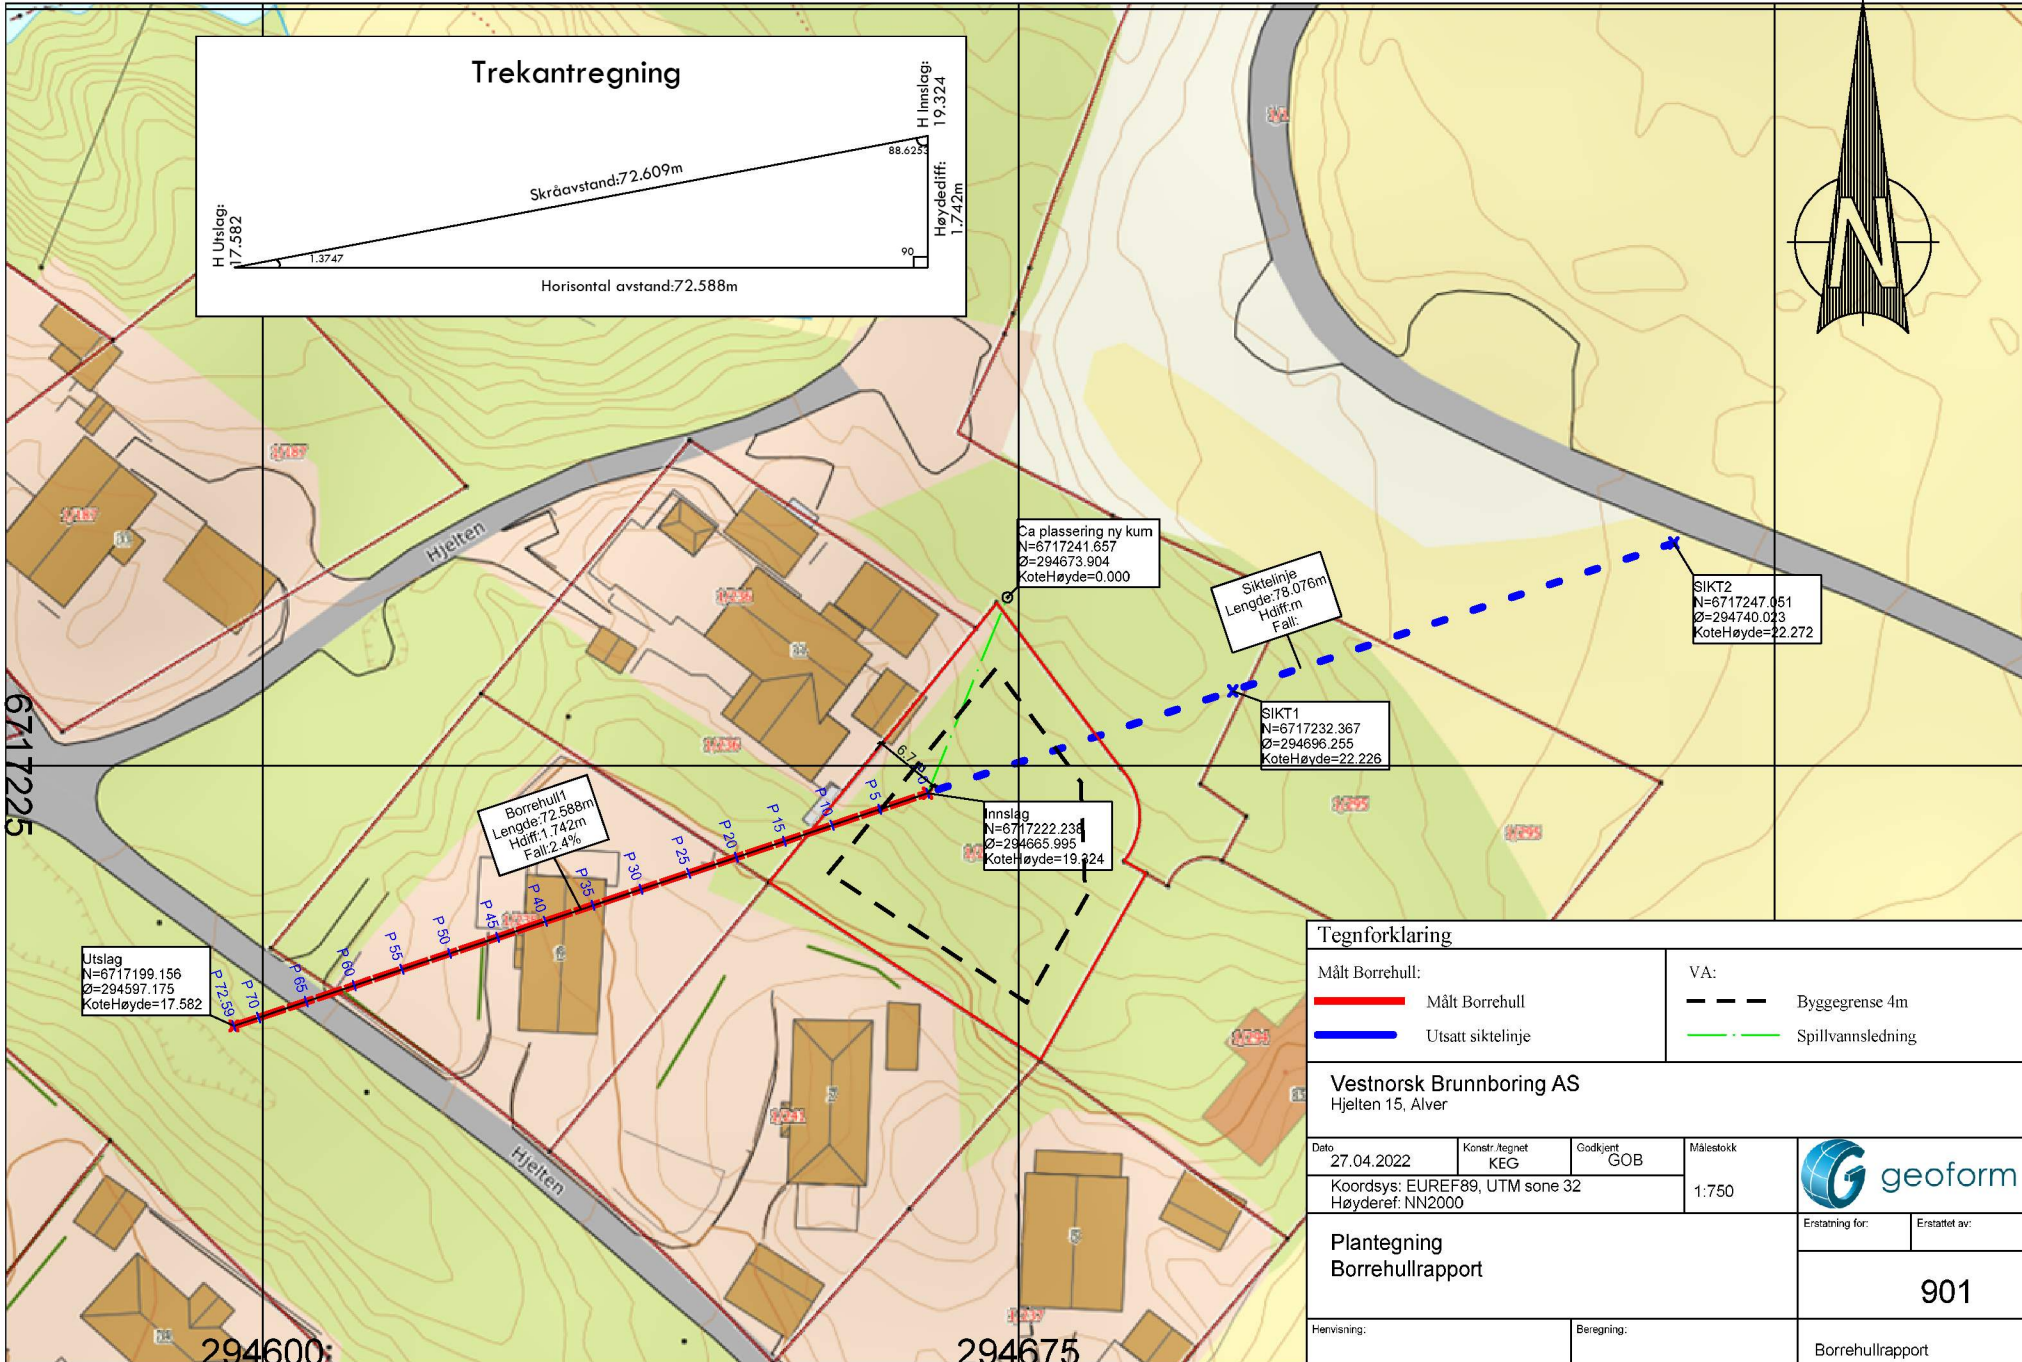 Trekantregning
H Innslag:
19.324
88.6253
Skråavstand:72.609m
Høydediff:
1.742m
H Utslag:
17.582
1.3747
90
Horisontal avstand:72.588m
N
Hjelten
Ca plassering ny kum
N=6717241.657
Ø=294673.904
KoteHøyde=0.000
Siktelinje
Lengde:78.076m
Hdiff:m
Fall:
SIKT2
N=6717247.051
Ø=294740.023
KoteHøyde=22.272
SIKT1
N=6717232.367
Ø=294696.255
KoteHøyde=22.226
6717225
Borrehull1
Lengde:72.588m
Hdiff:1.742m
Fall:2.4%
Innslag
N=6717222.238
Ø=294665.995
KoteHøyde=19.324
P 5
P 10
P 15
P 20
P 25
P 30
P 35
P 40
P 45
P 50
P 55
P 60
P 65
P 70
P 72.59
Utslag
N=6717199.156
Ø=294597.175
KoteHøyde=17.582
Hjelten
294600
294675
Tegnforklaring
Målt Borrehull:
Målt Borrehull
Utsatt siktelinje
VA:
Byggegrense 4m
Spillvannsledning
Vestnorsk Brunnboring AS
Hjelten 15, Alver
Dato
27.04.2022
Konstr./tegnet
KEG
Godkjent
GOB
Målestokk
1:750
Koordsys: EUREF89, UTM sone 32
Høyderef: NN2000
geoform
Plantegning
Borrehullrapport
Erstatning for:
Erstattet av:
901
Henvisning:
Beregning:
Borrehullrapport